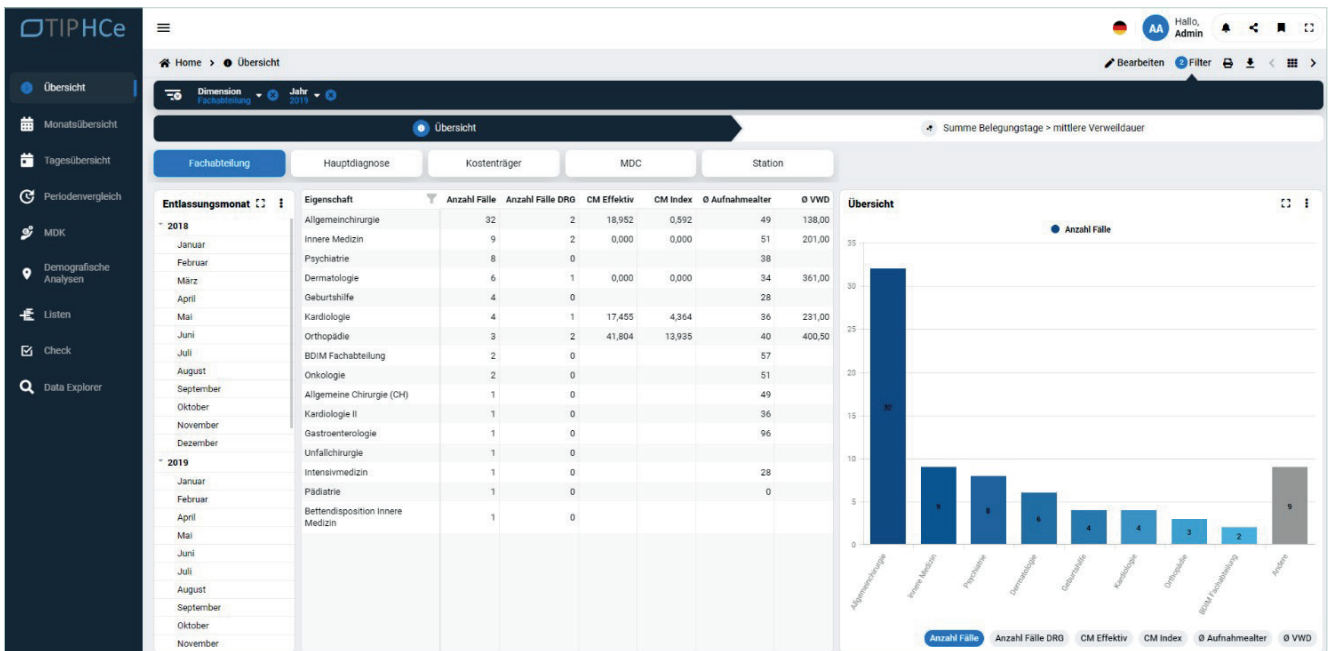 TIPHCe
Hallo,
AA Admin
Home > Übersicht
Bearbeiten 2 Filter
Dimension Jahr
Fachabteilung 2019
Übersicht
Summe Belegungstage > mittlere Verweildauer
Übersicht
Monatsübersicht
Tagesübersicht
Periodenvergleich
MDK
Demografische
Analysen
Listen
Check
Data Explorer
Fachabteilung Hauptdiagnose Kostenträger MDC Station
Entlassungsmonat
2018
Januar
Februar
März
April
Mai
Juni
Juli
August
September
Oktober
November
Dezember
2019
Januar
Februar
April
Mai
Juni
Juli
August
September
Oktober
November
Eigenschaft Anzahl Fälle Anzahl Fälle DRG CM Effektiv CM Index Ø Aufnahmealter Ø VWD
Allgemeinchirurgie 32 2 18,952 0,592 49 138,00
Innere Medizin 9 2 0,000 0,000 51 201,00
Psychiatrie 8 0 38
Dermatologie 6 1 0,000 0,000 34 361,00
Geburtshilfe 4 0 28
Kardiologie 4 1 17,455 4,364 36 231,00
Orthopädie 3 2 41,804 13,935 40 400,50
BDIM Fachabteilung 2 0 57
Onkologie 2 0 51
Allgemeine Chirurgie (CH) 1 0 49
Kardiologie II 1 0 36
Gastroenterologie 1 0 96
Unfallchirurgie 1 0
Intensivmedizin 1 0 28
Pädiatrie 1 0 0
Bettendisposition Innere
Medizin 1 0
Übersicht
Anzahl Fälle
35
30
25
20
15
10
5
0
32 9 8 6 4 4 3 2 9
Allgemeinchirurgie
Innere Medizin
Psychiatrie
Dermatologie
Geburtshilfe
Kardiologie
Orthopädie
BDIM Fachabteilung
Andere
Anzahl Fälle Anzahl Fälle DRG CM Effektiv CM Index Ø Aufnahmealter Ø VWD